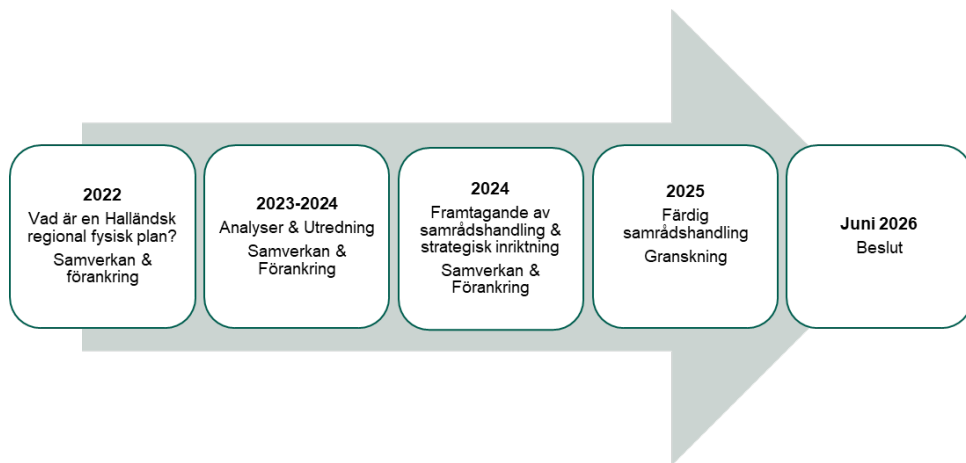 2022
Vad är en Halländsk
regional fysisk plan?
Samverkan &
förankring
2023-2024
Analyser & Utredning
Samverkan &
Förankring
2024
Framtagande av
samrådshandling &
strategisk inriktning
Samverkan &
Förankring
2025
Färdig
samrådshandling
Granskning
Juni 2026
Beslut